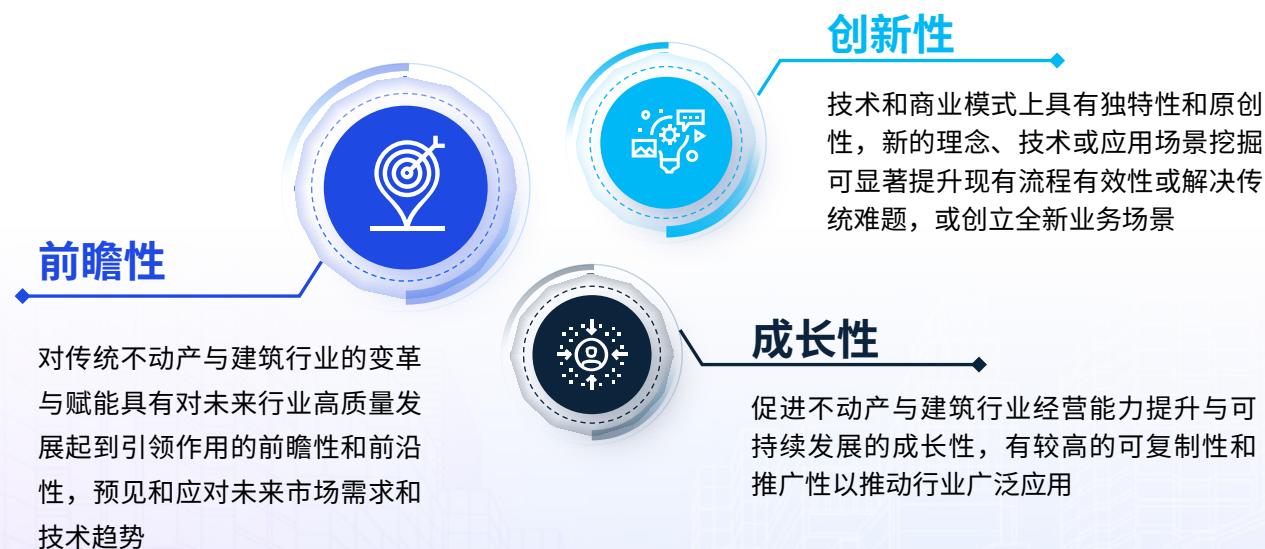 前瞻性
对传统不动产与建筑行业的变革
与赋能具有对未来行业高质量发
展起到引领作用的前瞻性和前沿
性，预见和应对未来市场需求和
技术趋势
创新性
技术和商业模式上具有独特性和原创
性，新的理念、技术或应用场景挖掘
可显著提升现有流程有效性或解决传
统难题，或创立全新业务场景
成长性
促进不动产与建筑行业经营能力提升与可
持续发展的成长性，有较高的可复制性和
推广性以推动行业广泛应用